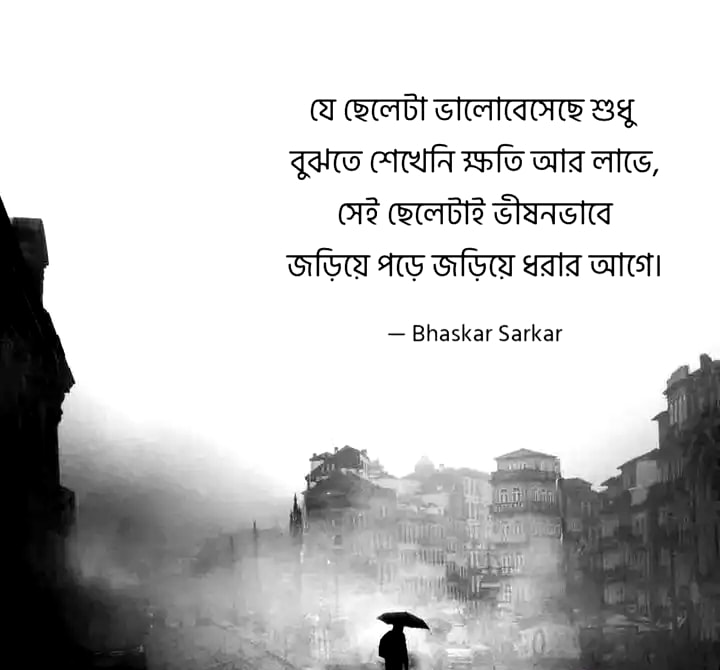 যে ছেলেটা ভালোবেসেছে শুধু
বুঝতে শেখেনি ক্ষতি আর লাভে,
সেই ছেলেটাই ভীষনভাবে
জড়িয়ে পড়ে জড়িয়ে ধরার আগে।
— Bhaskar Sarkar